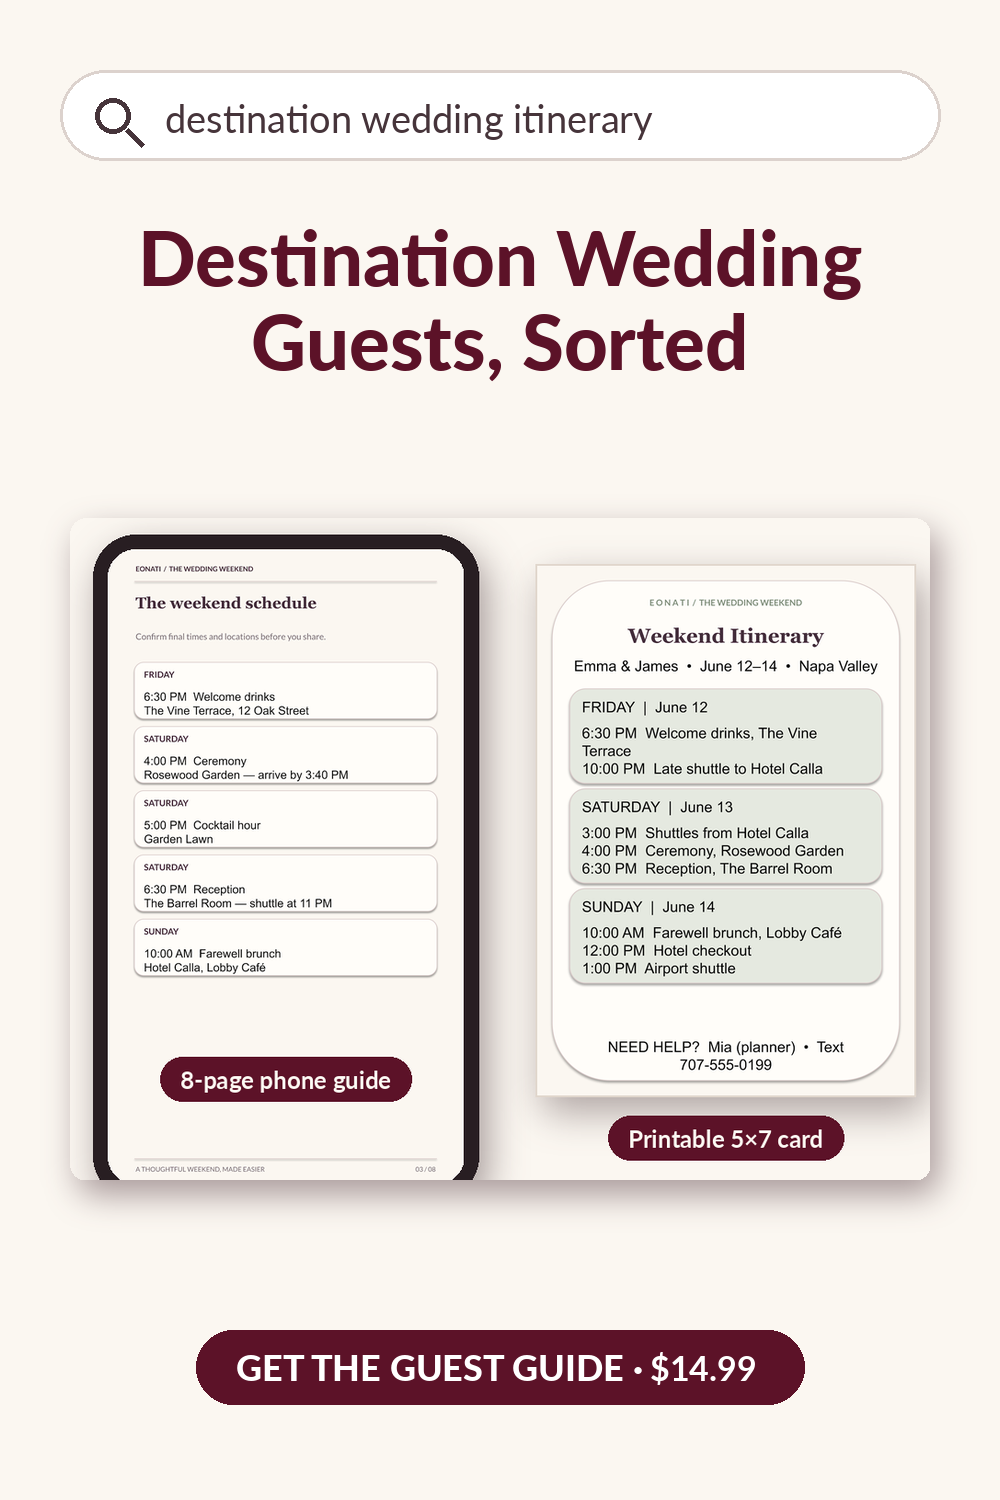 destination wedding itinerary
Destination Wedding
Guests, Sorted
EONATI / THE WEDDING WEEKEND
The weekend schedule
Confirm final times and locations before you share.
FRIDAY
6:30 PM  Welcome drinks
The Vine Terrace, 12 Oak Street
SATURDAY
4:00 PM  Ceremony
Rosewood Garden — arrive by 3:40 PM
SATURDAY
5:00 PM  Cocktail hour
Garden Lawn
SATURDAY
6:30 PM  Reception
The Barrel Room — shuttle at 11 PM
SUNDAY
10:00 AM  Farewell brunch
Hotel Calla, Lobby Café
8-page phone guide
A THOUGHTFUL WEEKEND, MADE EASIER
03 / 08
EONATI / THE WEDDING WEEKEND
Weekend Itinerary
Emma & James • June 12–14 • Napa Valley
FRIDAY | June 12
6:30 PM  Welcome drinks, The Vine
Terrace
10:00 PM  Late shuttle to Hotel Calla
SATURDAY | June 13
3:00 PM  Shuttles from Hotel Calla
4:00 PM  Ceremony, Rosewood Garden
6:30 PM  Reception, The Barrel Room
SUNDAY | June 14
10:00 AM  Farewell brunch, Lobby Café
12:00 PM  Hotel checkout
1:00 PM  Airport shuttle
NEED HELP?  Mia (planner) • Text
707-555-0199
Printable 5×7 card
GET THE GUEST GUIDE · $14.99